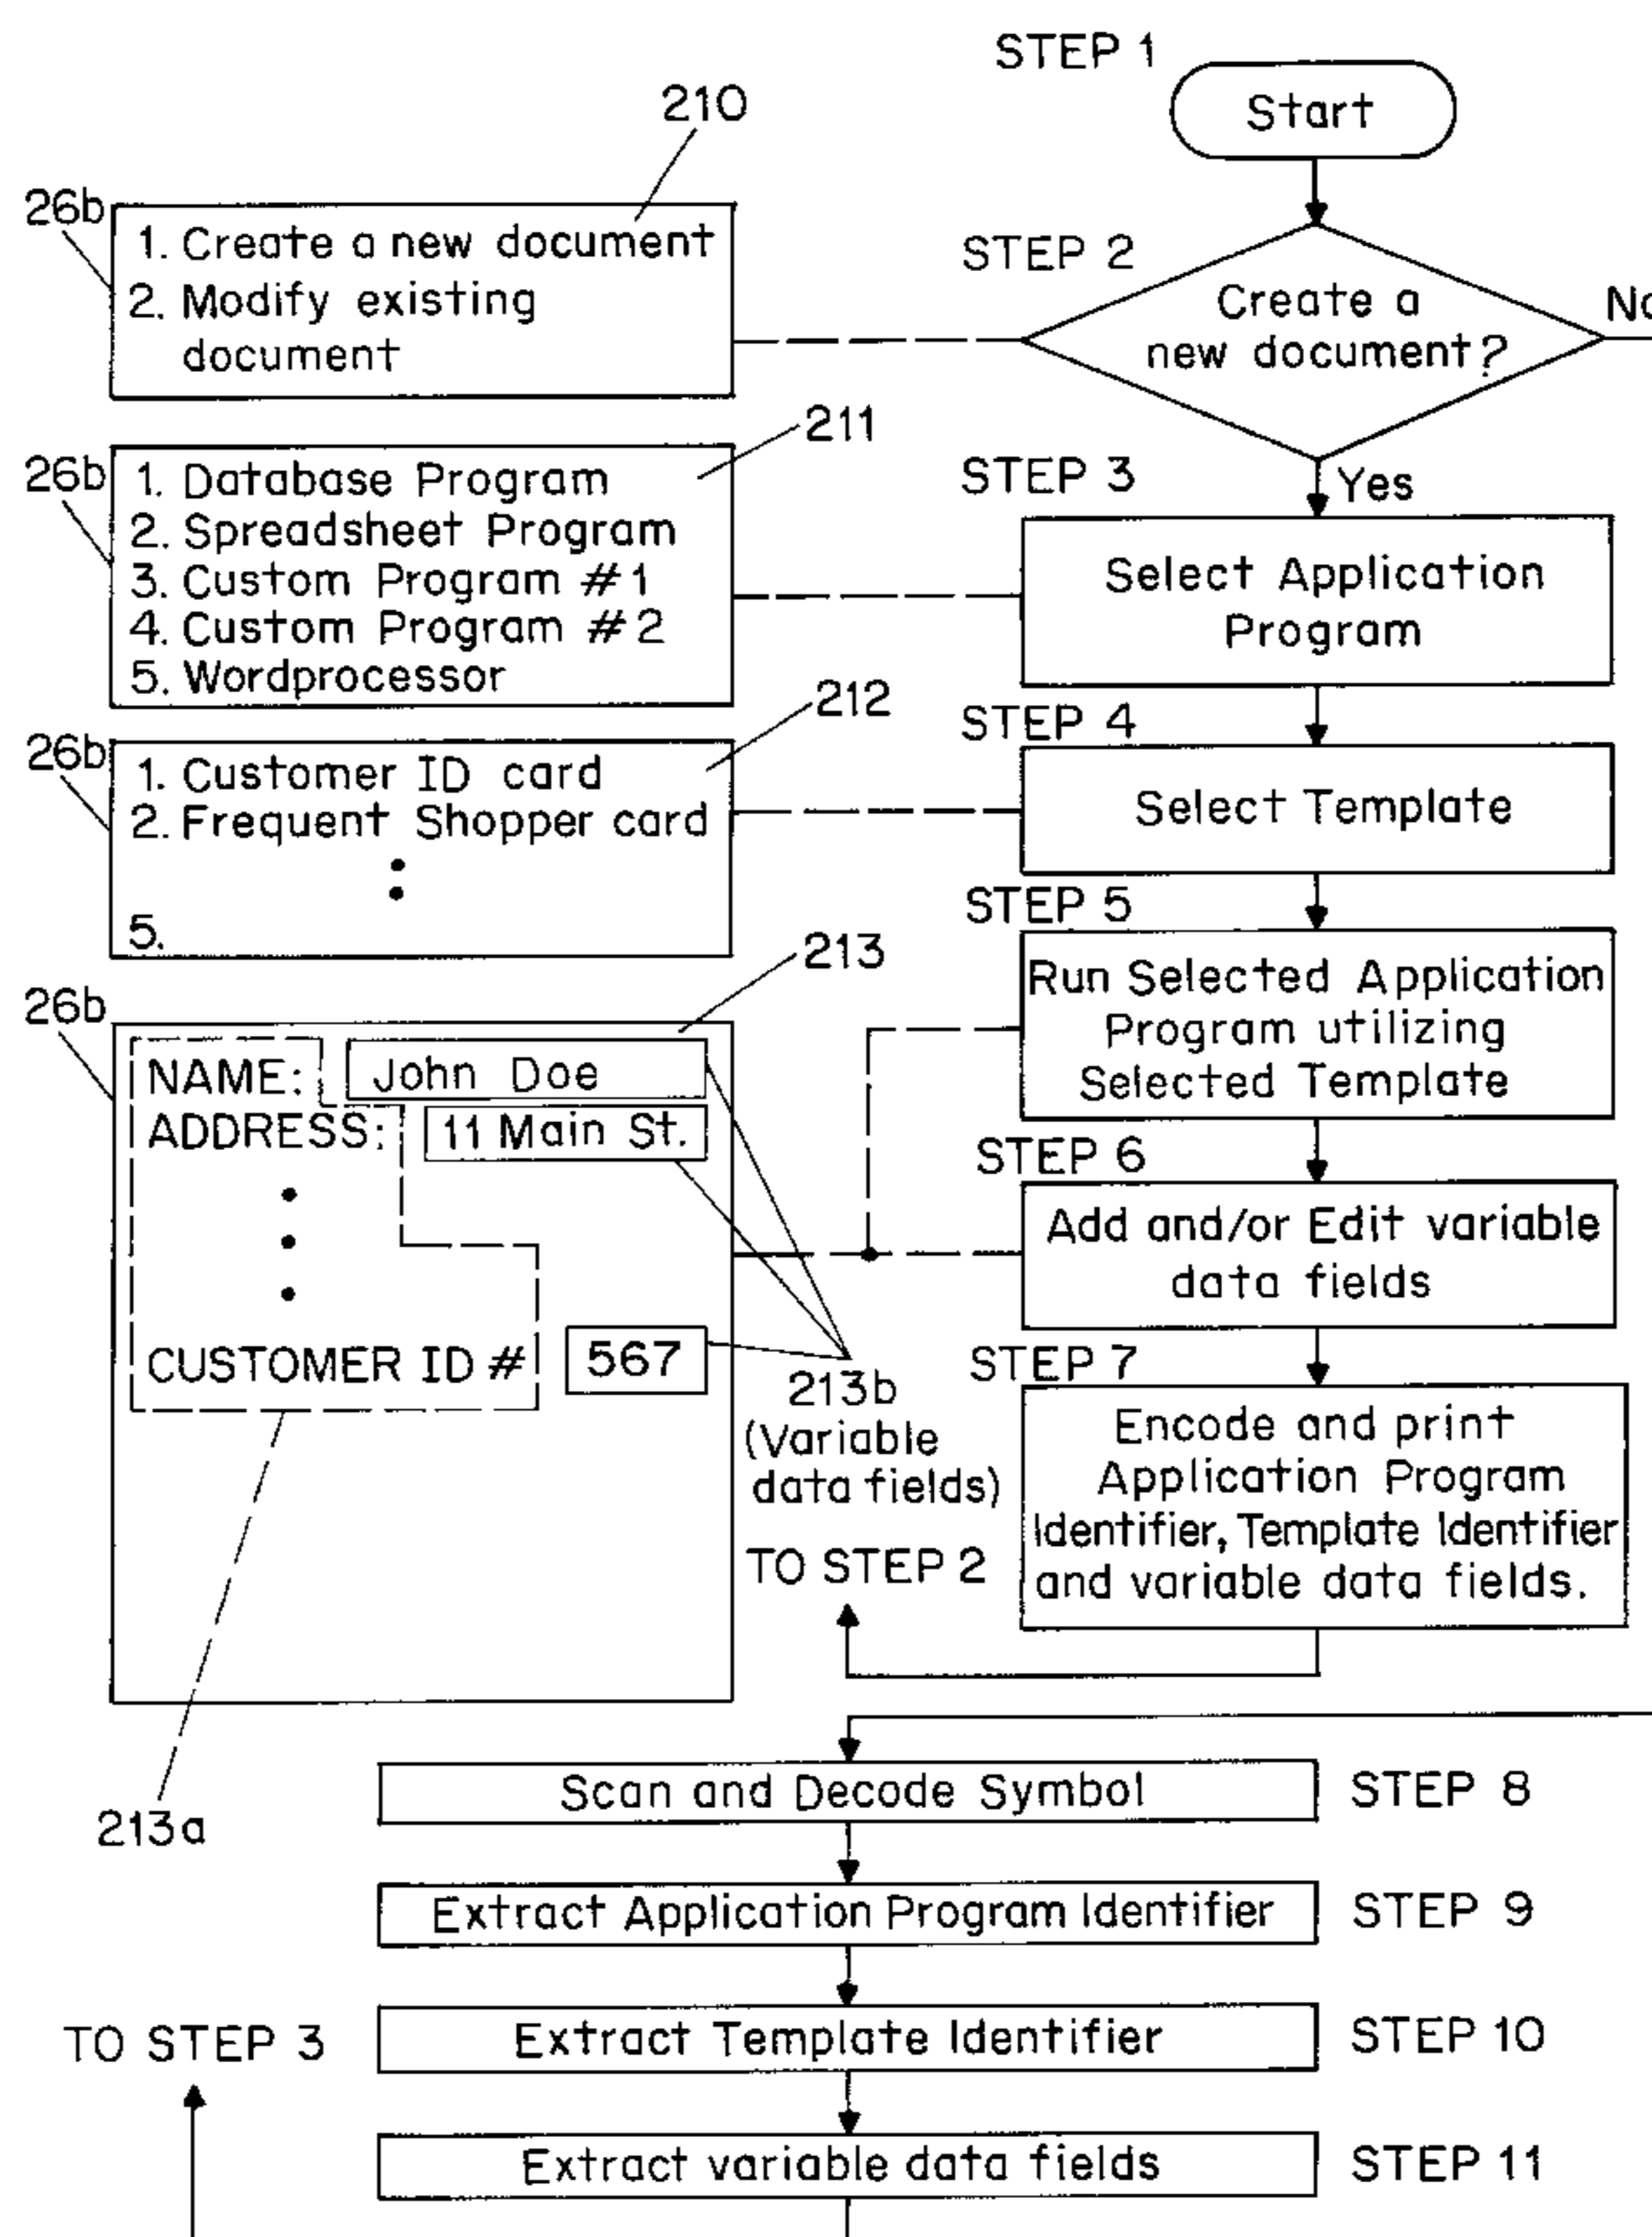 STEP 1
Start
210
26b
1. Create a new document
2. Modify existing
document
STEP 2
Create a
new document?
No
211
26b
1. Database Program
2. Spreadsheet Program
3. Custom Program #1
4. Custom Program #2
5. Wordprocessor
STEP 3
Yes
Select Application
Program
212
26b
1. Customer ID card
2. Frequent Shopper card
5.
STEP 4
Select Template
213
26b
NAME: John Doe
ADDRESS: 11 Main St.
CUSTOMER ID # 567
213b
(Variable
data fields)
213a
STEP 5
Run Selected Application
Program utilizing
Selected Template
STEP 6
Add and/or Edit variable
data fields
STEP 7
Encode and print
Application Program
Identifier, Template Identifier
and variable data fields.
TO STEP 2
Scan and Decode Symbol
STEP 8
Extract Application Program Identifier
STEP 9
TO STEP 3
Extract Template Identifier
STEP 10
Extract variable data fields
STEP 11